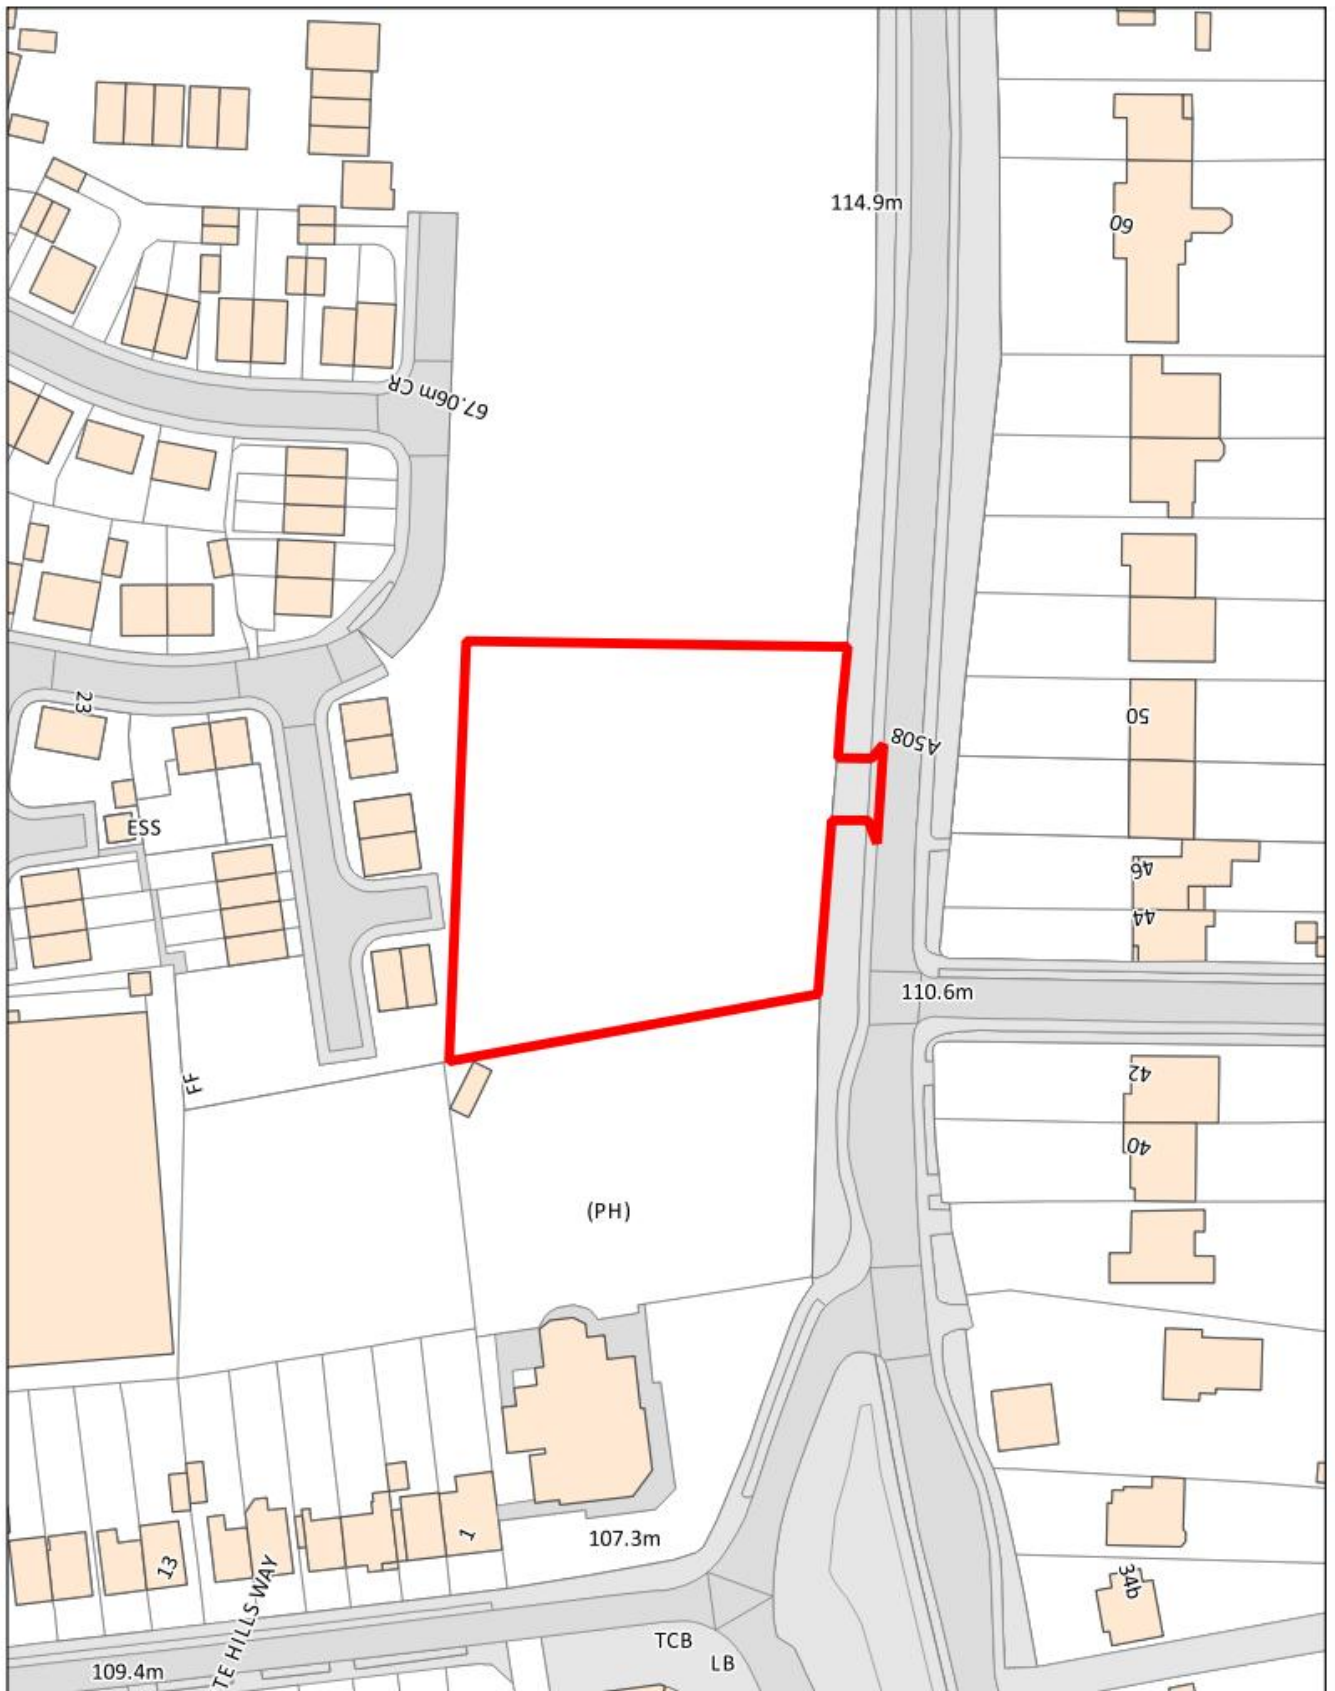 114.9m
60
67.06m CR
23
A508
50
ESS
46
44
110.6m
FF
42
40
(PH)
1
107.3m
13
34b
TE HILLS WAY
TCB
LB
109.4m